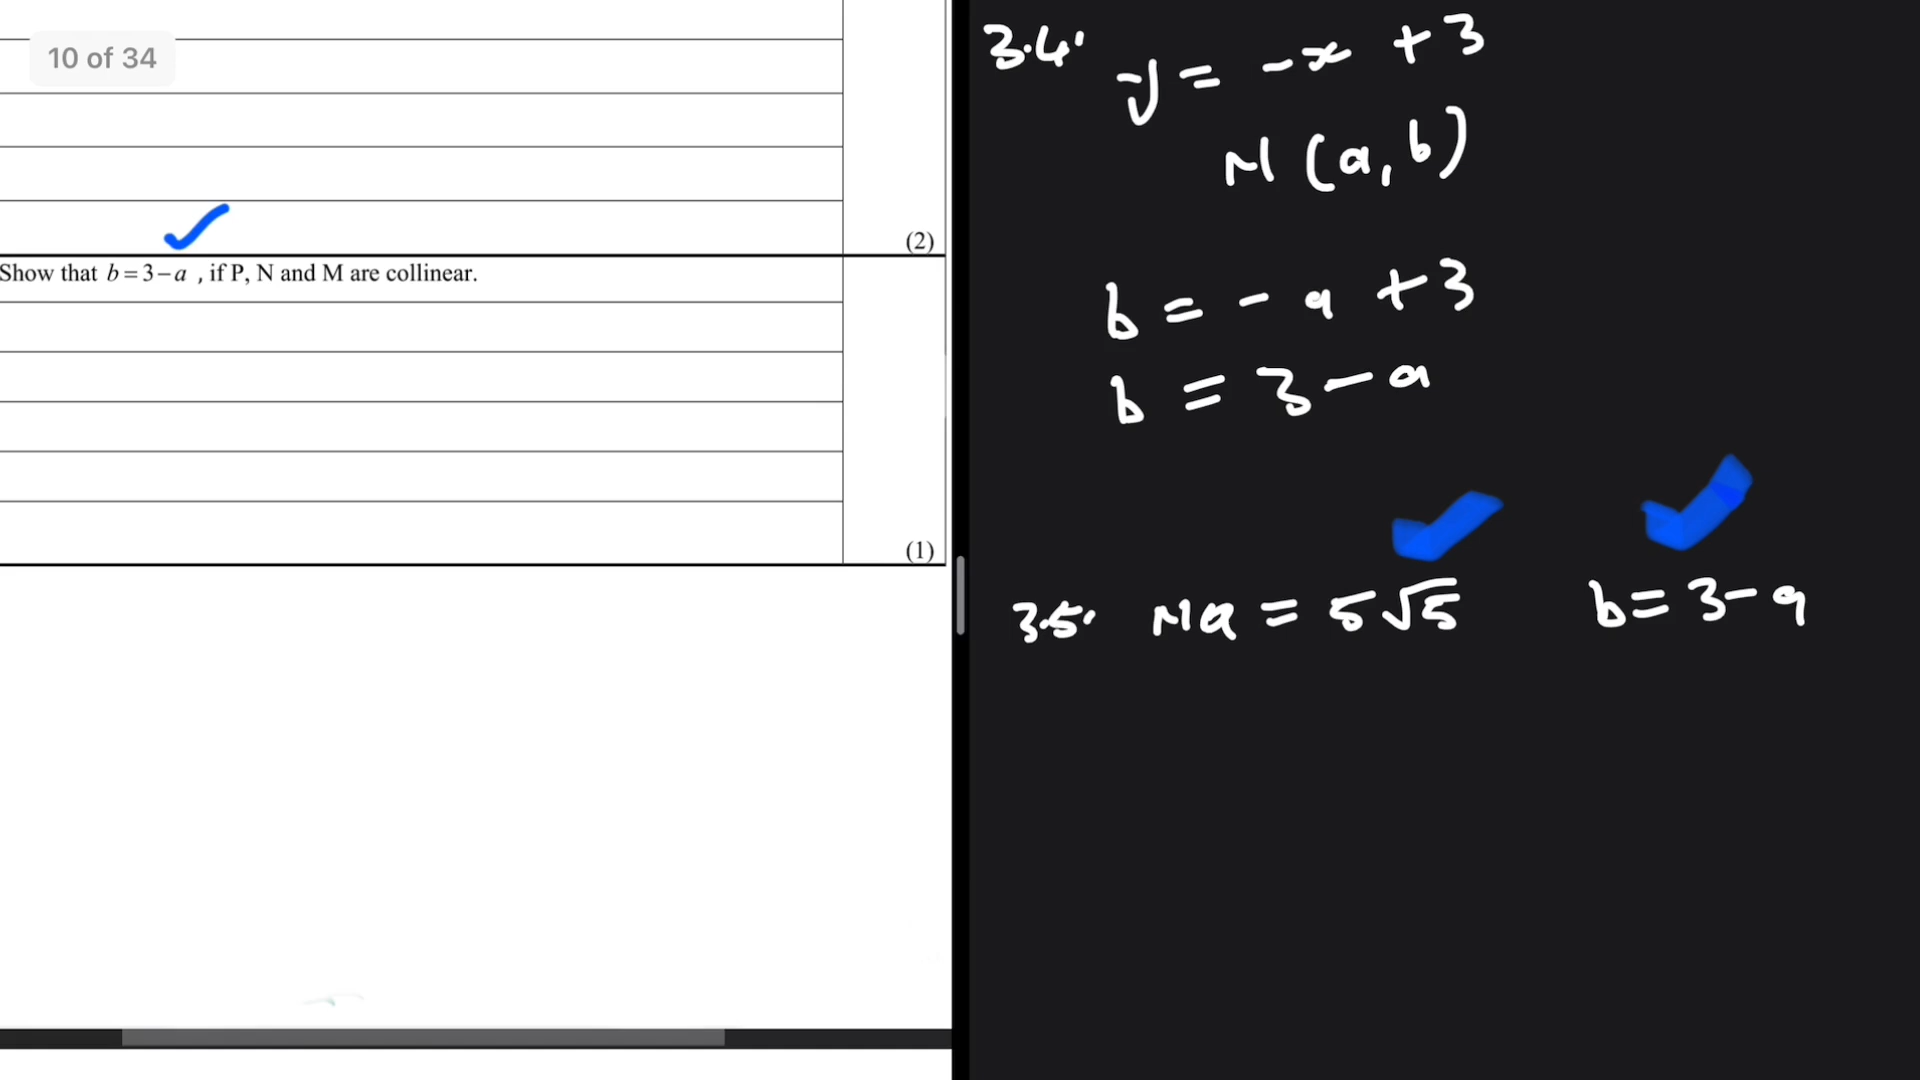 10 of 34
(2)
Show that b=3−a , if P, N and M are collinear.
(1)
3.4' y = -x + 3
M (a, b)
b = - a + 3
b = 3 - a
3.5' MQ = 5√5 b = 3 - a